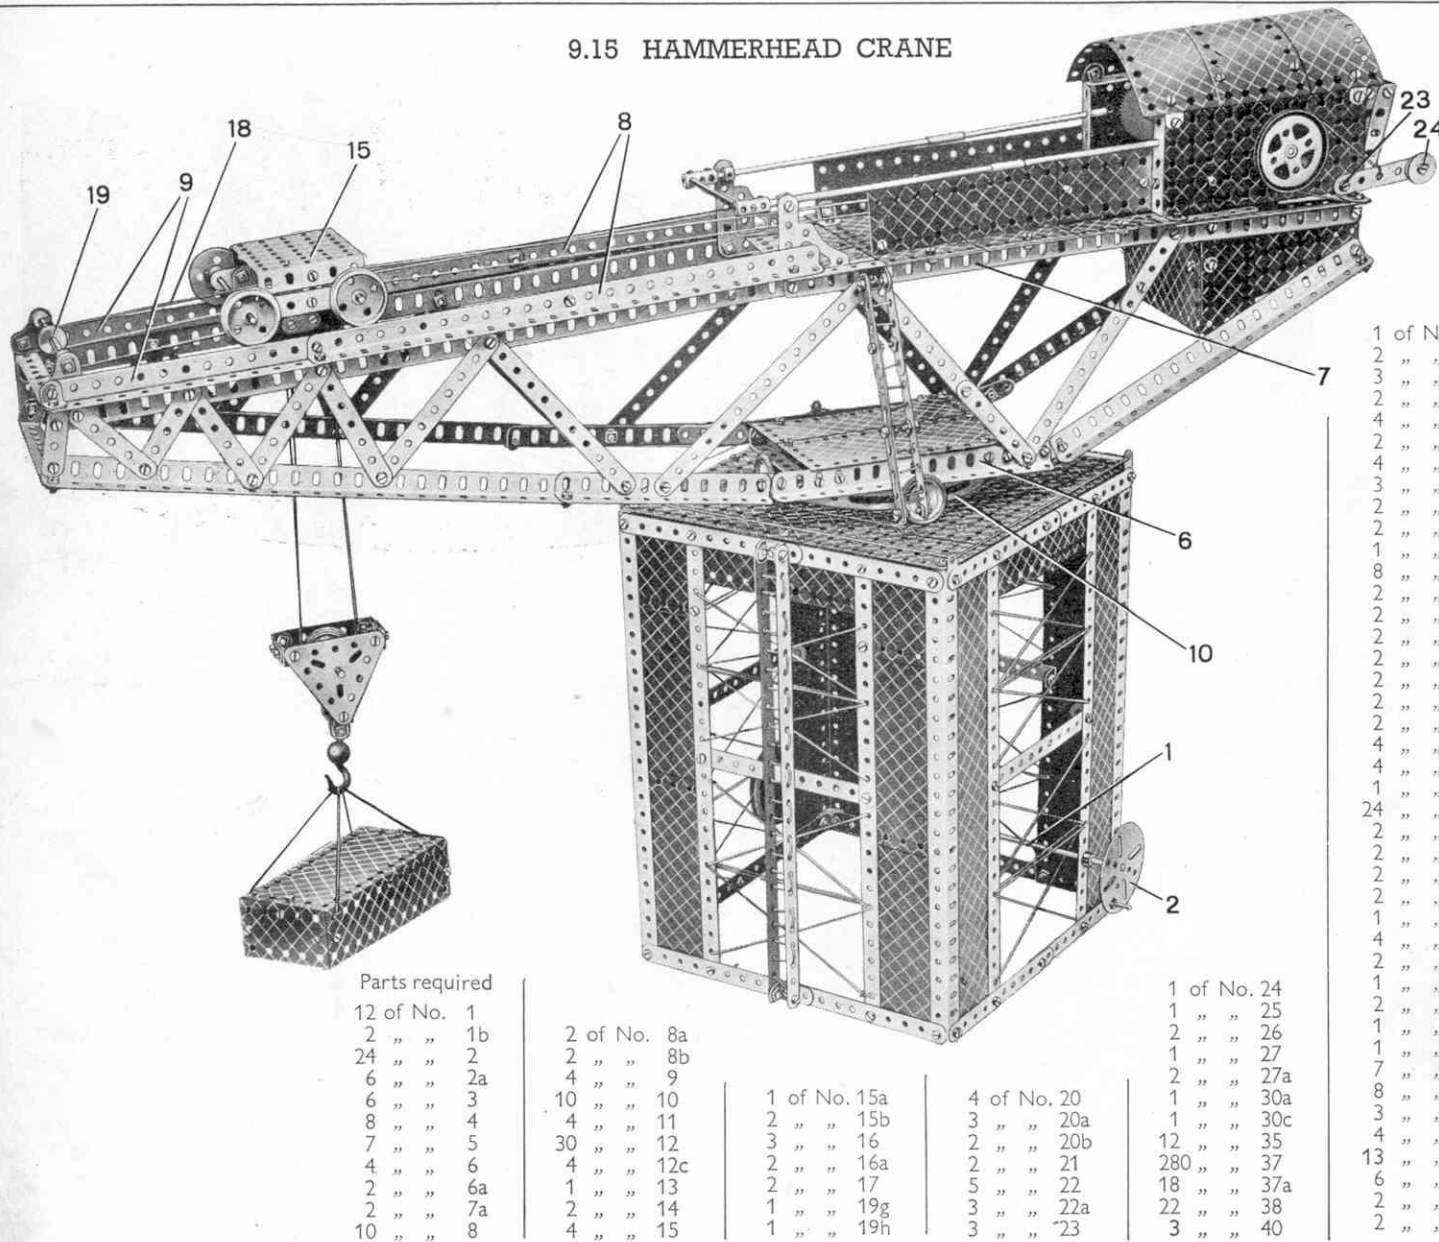 9.15 HAMMERHEAD CRANE
23
24
8
18
15
9
19
7
6
10
1
2
Parts required
12 of No. 1
2 „ „ 1b
24 „ „ 2
6 „ „ 2a
6 „ „ 3
8 „ „ 4
7 „ „ 5
4 „ „ 6
2 „ „ 6a
2 „ „ 7a
10 „ „ 8
2 of No. 8a
2 „ „ 8b
4 „ „ 9
10 „ „ 10
4 „ „ 11
30 „ „ 12
4 „ „ 12c
1 „ „ 13
2 „ „ 14
4 „ „ 15
1 of No. 15a
2 „ „ 15b
3 „ „ 16
2 „ „ 16a
2 „ „ 17
1 „ „ 19g
1 „ „ 19h
4 of No. 20
3 „ „ 20a
2 „ „ 20b
2 „ „ 21
5 „ „ 22
3 „ „ 22a
3 „ „ 23
1 of No. 24
1 „ „ 25
2 „ „ 26
1 „ „ 27
2 „ „ 27a
1 „ „ 30a
1 „ „ 30c
12 „ „ 35
280 „ „ 37
18 „ „ 37a
22 „ „ 38
3 „ „ 40
1 of N
2 „ „
3 „ „
2 „ „
4 „ „
2 „ „
4 „ „
3 „ „
2 „ „
2 „ „
1 „ „
8 „ „
2 „ „
2 „ „
2 „ „
2 „ „
2 „ „
2 „ „
2 „ „
4 „ „
4 „ „
1 „ „
24 „ „
2 „ „
2 „ „
2 „ „
2 „ „
1 „ „
4 „ „
2 „ „
1 „ „
2 „ „
1 „ „
1 „ „
7 „ „
8 „ „
3 „ „
4 „ „
13 „ „
6 „ „
2 „ „
2 „ „